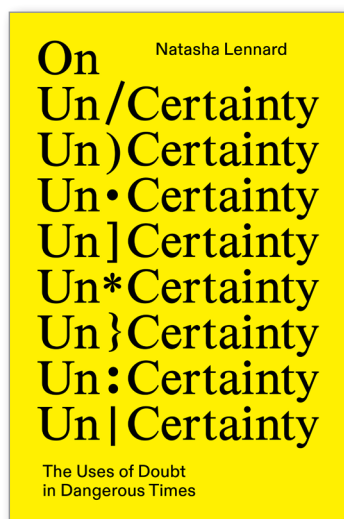 On
Natasha Lennard
Un/Certainty
Un)Certainty
Un•Certainty
Un]Certainty
Un*Certainty
Un}Certainty
Un:Certainty
Un|Certainty
The Uses of Doubt
in Dangerous Times